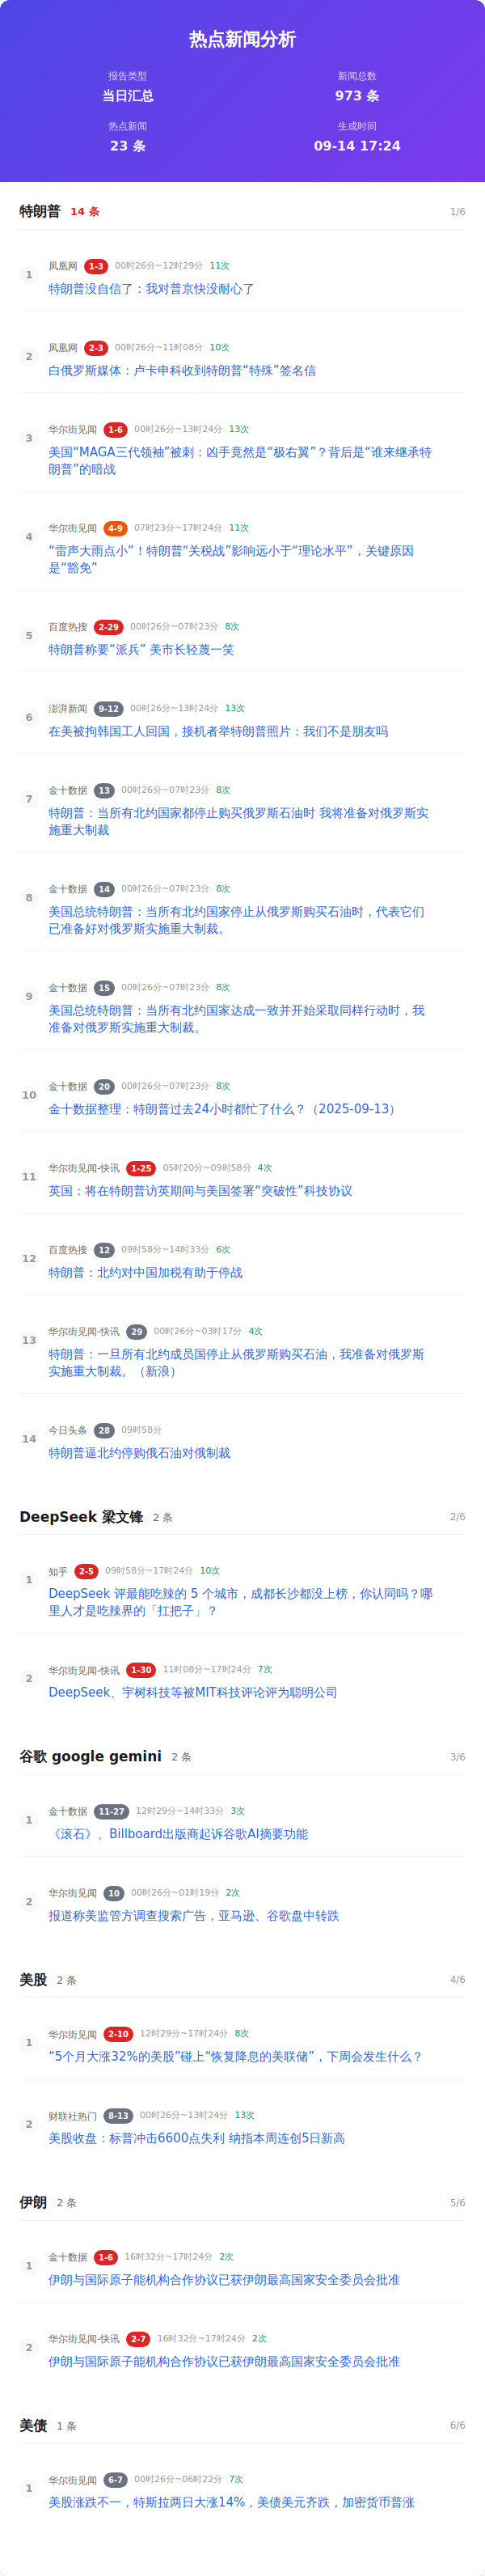 热点新闻分析
报告类型
新闻总数
当日汇总
973 条
热点新闻
生成时间
23 条
09-14 17:24
特朗普 14 条 1/6
1
凤凰网 1-3 00时26分~12时29分 11次
特朗普没自信了：我对普京快没耐心了
2
凤凰网 2-3 00时26分~11时08分 10次
白俄罗斯媒体：卢卡申科收到特朗普“特殊”签名信
3
华尔街见闻 1-6 00时26分~13时24分 13次
美国“MAGA三代领袖”被刺：凶手竟然是“极右翼”？背后是“谁来继承特
朗普”的暗战
4
华尔街见闻 4-9 07时23分~17时24分 11次
“雷声大雨点小”！特朗普“关税战”影响远小于“理论水平”，关键原因
是“豁免”
5
百度热搜 2-29 00时26分~07时23分 8次
特朗普称要“派兵” 美市长轻蔑一笑
6
澎湃新闻 9-12 00时26分~13时24分 13次
在美被拘韩国工人回国，接机者举特朗普照片：我们不是朋友吗
7
金十数据 13 00时26分~07时23分 8次
特朗普：当所有北约国家都停止购买俄罗斯石油时 我将准备对俄罗斯实
施重大制裁
8
金十数据 14 00时26分~07时23分 8次
美国总统特朗普：当所有北约国家停止从俄罗斯购买石油时，代表它们
已准备好对俄罗斯实施重大制裁。
9
金十数据 15 00时26分~07时23分 8次
美国总统特朗普：当所有北约国家达成一致并开始采取同样行动时，我
准备对俄罗斯实施重大制裁。
10
金十数据 20 00时26分~07时23分 8次
金十数据整理：特朗普过去24小时都忙了什么？（2025-09-13）
11
华尔街见闻-快讯 1-25 05时20分~09时58分 4次
英国：将在特朗普访英期间与美国签署“突破性”科技协议
12
百度热搜 12 09时58分~14时33分 6次
特朗普：北约对中国加税有助于停战
13
华尔街见闻-快讯 29 00时26分~03时17分 4次
特朗普：一旦所有北约成员国停止从俄罗斯购买石油，我准备对俄罗斯
实施重大制裁。（新浪）
14
今日头条 28 09时58分
特朗普逼北约停购俄石油对俄制裁
DeepSeek 梁文锋 2 条 2/6
1
知乎 2-5 09时58分~17时24分 10次
DeepSeek 评最能吃辣的 5 个城市，成都长沙都没上榜，你认同吗？哪
里人才是吃辣界的「扛把子」？
2
华尔街见闻-快讯 1-30 11时08分~17时24分 7次
DeepSeek、宇树科技等被MIT科技评论评为聪明公司
谷歌 google gemini 2 条 3/6
1
金十数据 11-27 12时29分~14时33分 3次
《滚石》、Billboard出版商起诉谷歌AI摘要功能
2
华尔街见闻 10 00时26分~01时19分 2次
报道称美监管方调查搜索广告，亚马逊、谷歌盘中转跌
美股 2 条 4/6
1
华尔街见闻 2-10 12时29分~17时24分 8次
“5个月大涨32%的美股”碰上“恢复降息的美联储”，下周会发生什么？
2
财联社热门 8-13 00时26分~13时24分 13次
美股收盘：标普冲击6600点失利 纳指本周连创5日新高
伊朗 2 条 5/6
1
金十数据 1-6 16时32分~17时24分 2次
伊朗与国际原子能机构合作协议已获伊朗最高国家安全委员会批准
2
华尔街见闻-快讯 2-7 16时32分~17时24分 2次
伊朗与国际原子能机构合作协议已获伊朗最高国家安全委员会批准
美债 1 条 6/6
1
华尔街见闻 6-7 00时26分~06时22分 7次
美股涨跌不一，特斯拉两日大涨14%，美债美元齐跌，加密货币普涨